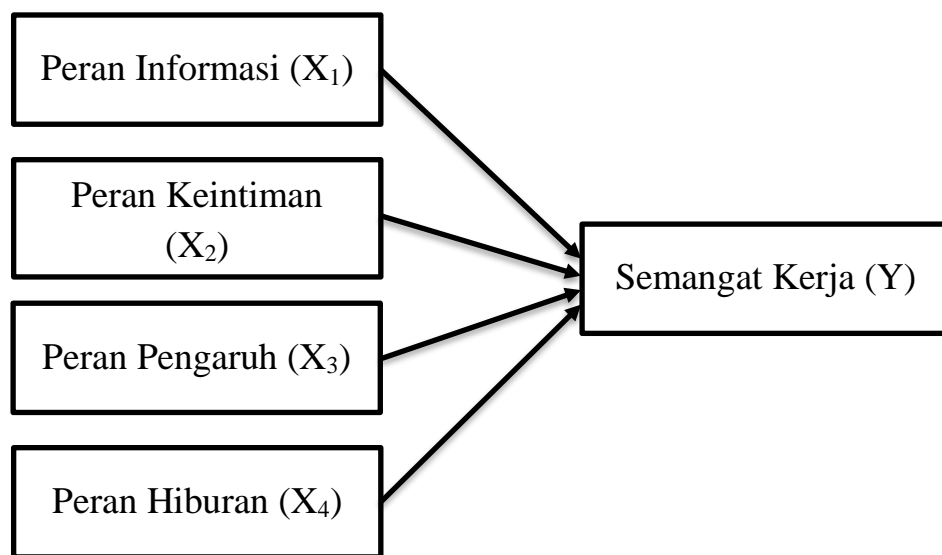 Peran Informasi (X₁)
Peran Keintiman
(X₂)
Peran Pengaruh (X₃)
Peran Hiburan (X₄)
Semangat Kerja (Y)